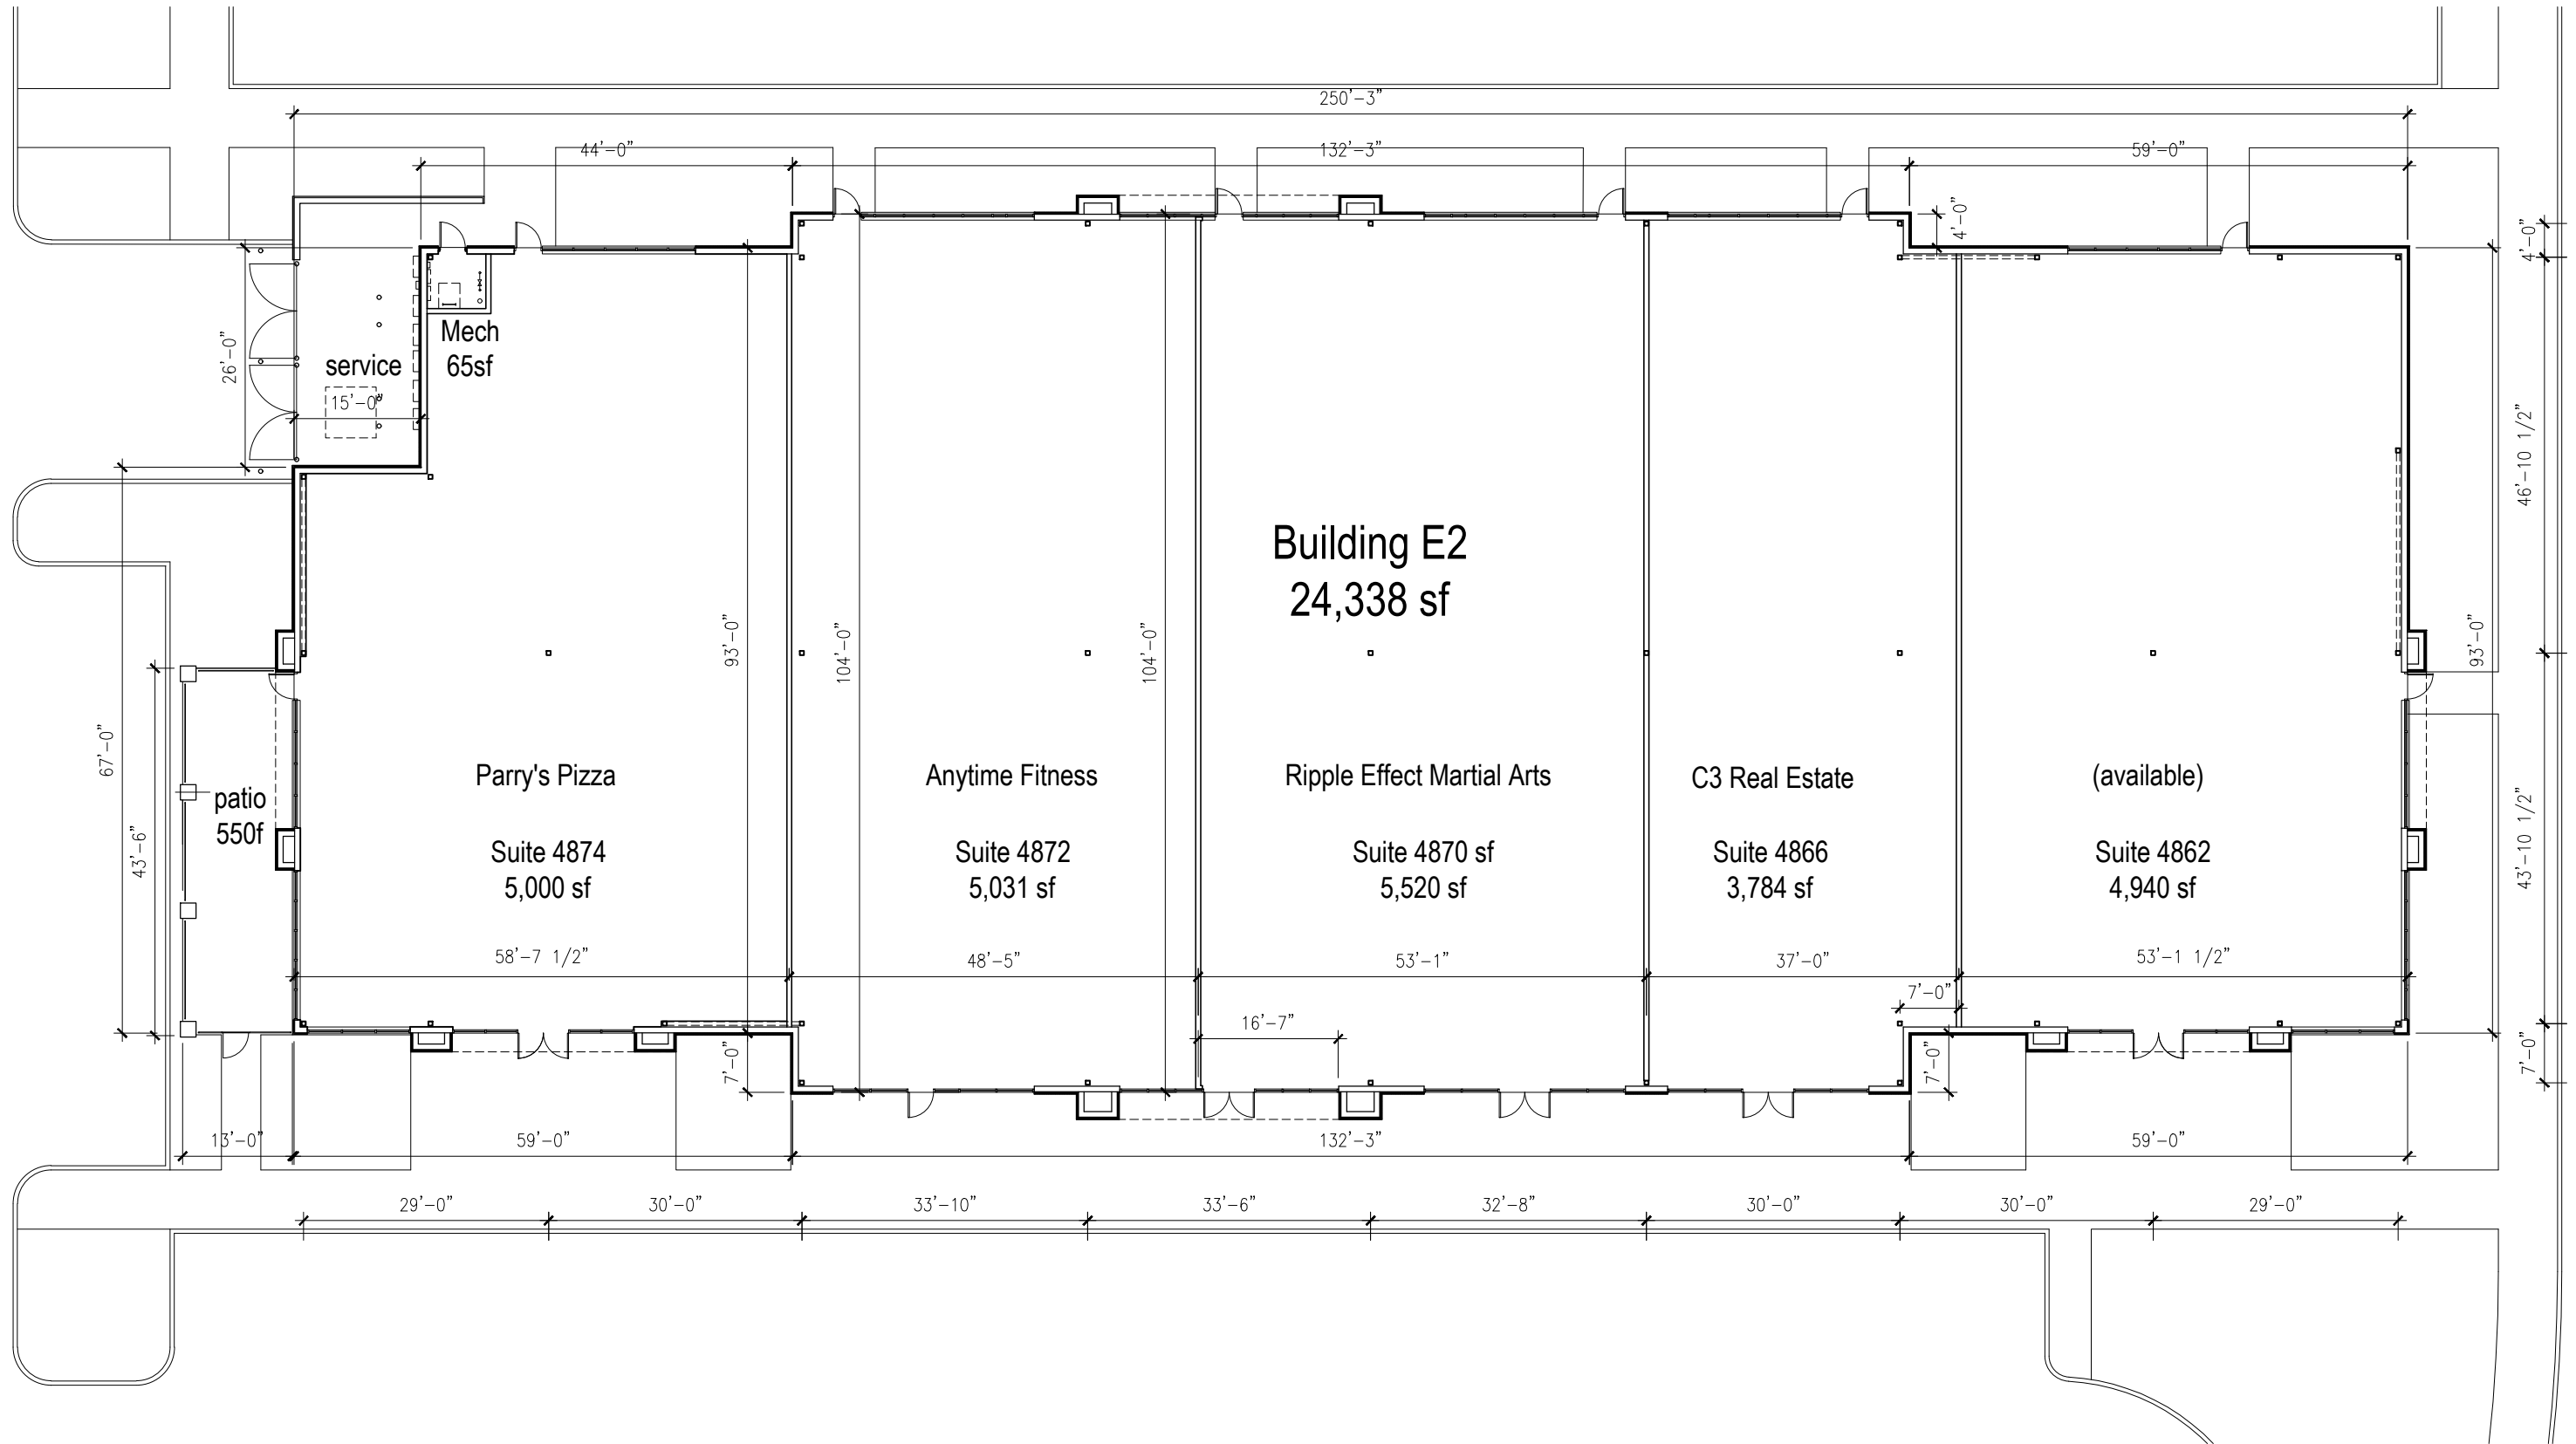 250'-3"
44'-0"
132'-3"
59'-0"
4'-0"
4'-0"
26'-0"
service
15'-0"
Mech
65sf
46'-10 1/2"
Building E2
24,338 sf
93'-0"
104'-0"
104'-0"
93'-0"
67'-0"
43'-6"
patio
550f
Parry's Pizza
Suite 4874
5,000 sf
Anytime Fitness
Suite 4872
5,031 sf
Ripple Effect Martial Arts
Suite 4870 sf
5,520 sf
C3 Real Estate
Suite 4866
3,784 sf
(available)
Suite 4862
4,940 sf
43'-10 1/2"
58'-7 1/2"
48'-5"
53'-1"
37'-0"
53'-1 1/2"
7'-0"
16'-7"
7'-0"
7'-0"
7'-0"
13'-0"
59'-0"
132'-3"
59'-0"
29'-0"
30'-0"
33'-10"
33'-6"
32'-8"
30'-0"
30'-0"
29'-0"